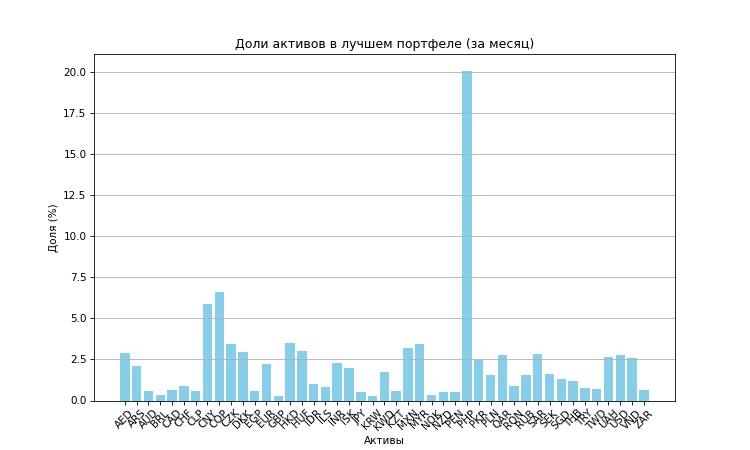 Доли активов в лучшем портфеле (за месяц)
Доля (%)
20.0
17.5
15.0
12.5
10.0
7.5
5.0
2.5
0.0
AED
ARS
AUD
BRL
CAD
CHF
CLP
CNY
COP
CZK
DKK
EGP
EUR
GBP
HKD
HUF
IDR
ILS
INR
ISK
JPY
KRW
KWD
KZT
MXN
MYR
NOK
NZD
PEN
PHP
PKR
PLN
QAR
RON
RUB
SAR
SEK
SGD
THB
TRY
TWD
UAH
USD
VND
ZAR
Активы